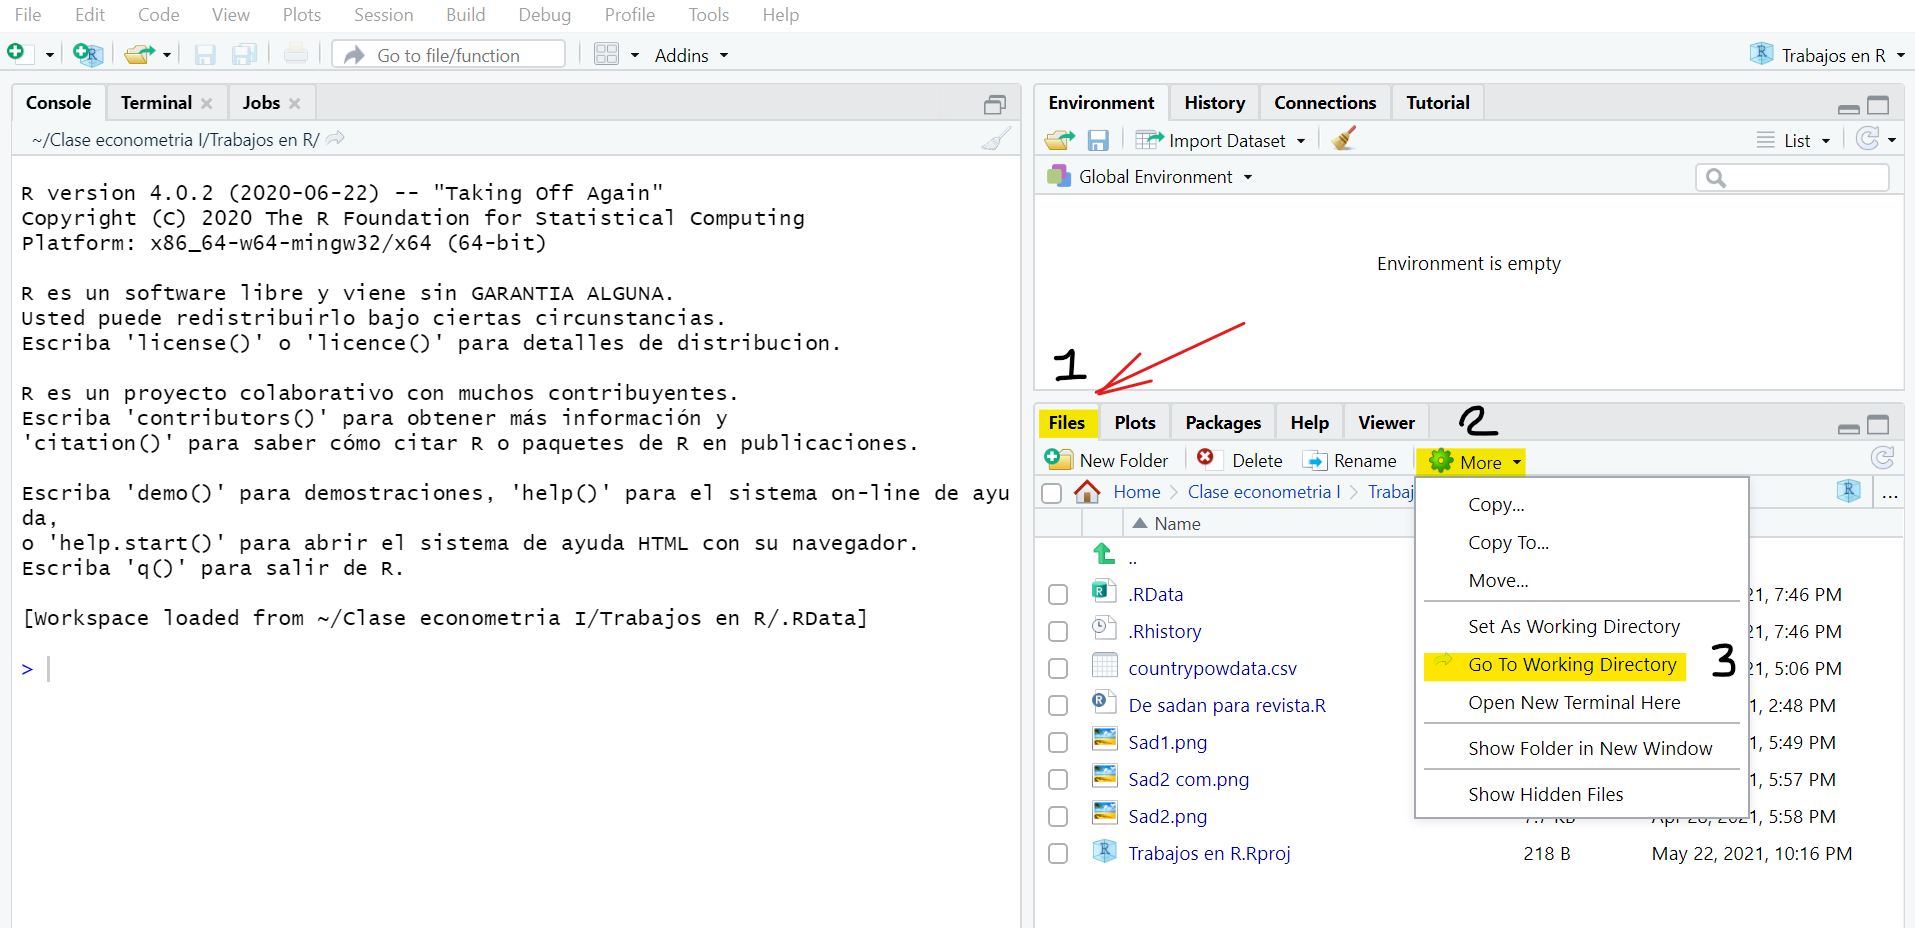 File Edit Code View Plots Session Build Debug Profile Tools Help
Go to file/function Addins Trabajos en R
Console Terminal Jobs
~/Clase econometria I/Trabajos en R/
R version 4.0.2 (2020-06-22) -- "Taking Off Again"
Copyright (C) 2020 The R Foundation for Statistical Computing
Platform: x86_64-w64-mingw32/x64 (64-bit)
R es un software libre y viene sin GARANTIA ALGUNA.
Usted puede redistribuirlo bajo ciertas circunstancias.
Escriba 'license()' o 'licence()' para detalles de distribucion.
R es un proyecto colaborativo con muchos contribuyentes.
Escriba 'contributors()' para obtener más información y
'citation()' para saber cómo citar R o paquetes de R en publicaciones.
Escriba 'demo()' para demostraciones, 'help()' para el sistema on-line de ayu
da,
o 'help.start()' para abrir el sistema de ayuda HTML con su navegador.
Escriba 'q()' para salir de R.
[Workspace loaded from ~/Clase econometria I/Trabajos en R/.RData]
>
Environment History Connections Tutorial
Import Dataset List
Global Environment
Environment is empty
1
Files Plots Packages Help Viewer 2
New Folder Delete Rename More
Home Clase econometria I Trabaj ...
Name
..
.RData 21, 7:46 PM
.Rhistory 21, 7:46 PM
countrypowdata.csv 21, 5:06 PM
De sadan para revista.R 1, 2:48 PM
Sad1.png 1, 5:49 PM
Sad2 com.png 1, 5:57 PM
Sad2.png 1, 5:58 PM
Trabajos en R.Rproj 218 B May 22, 2021, 10:16 PM
Copy...
Copy To...
Move...
Set As Working Directory
Go To Working Directory 3
Open New Terminal Here
Show Folder in New Window
Show Hidden Files